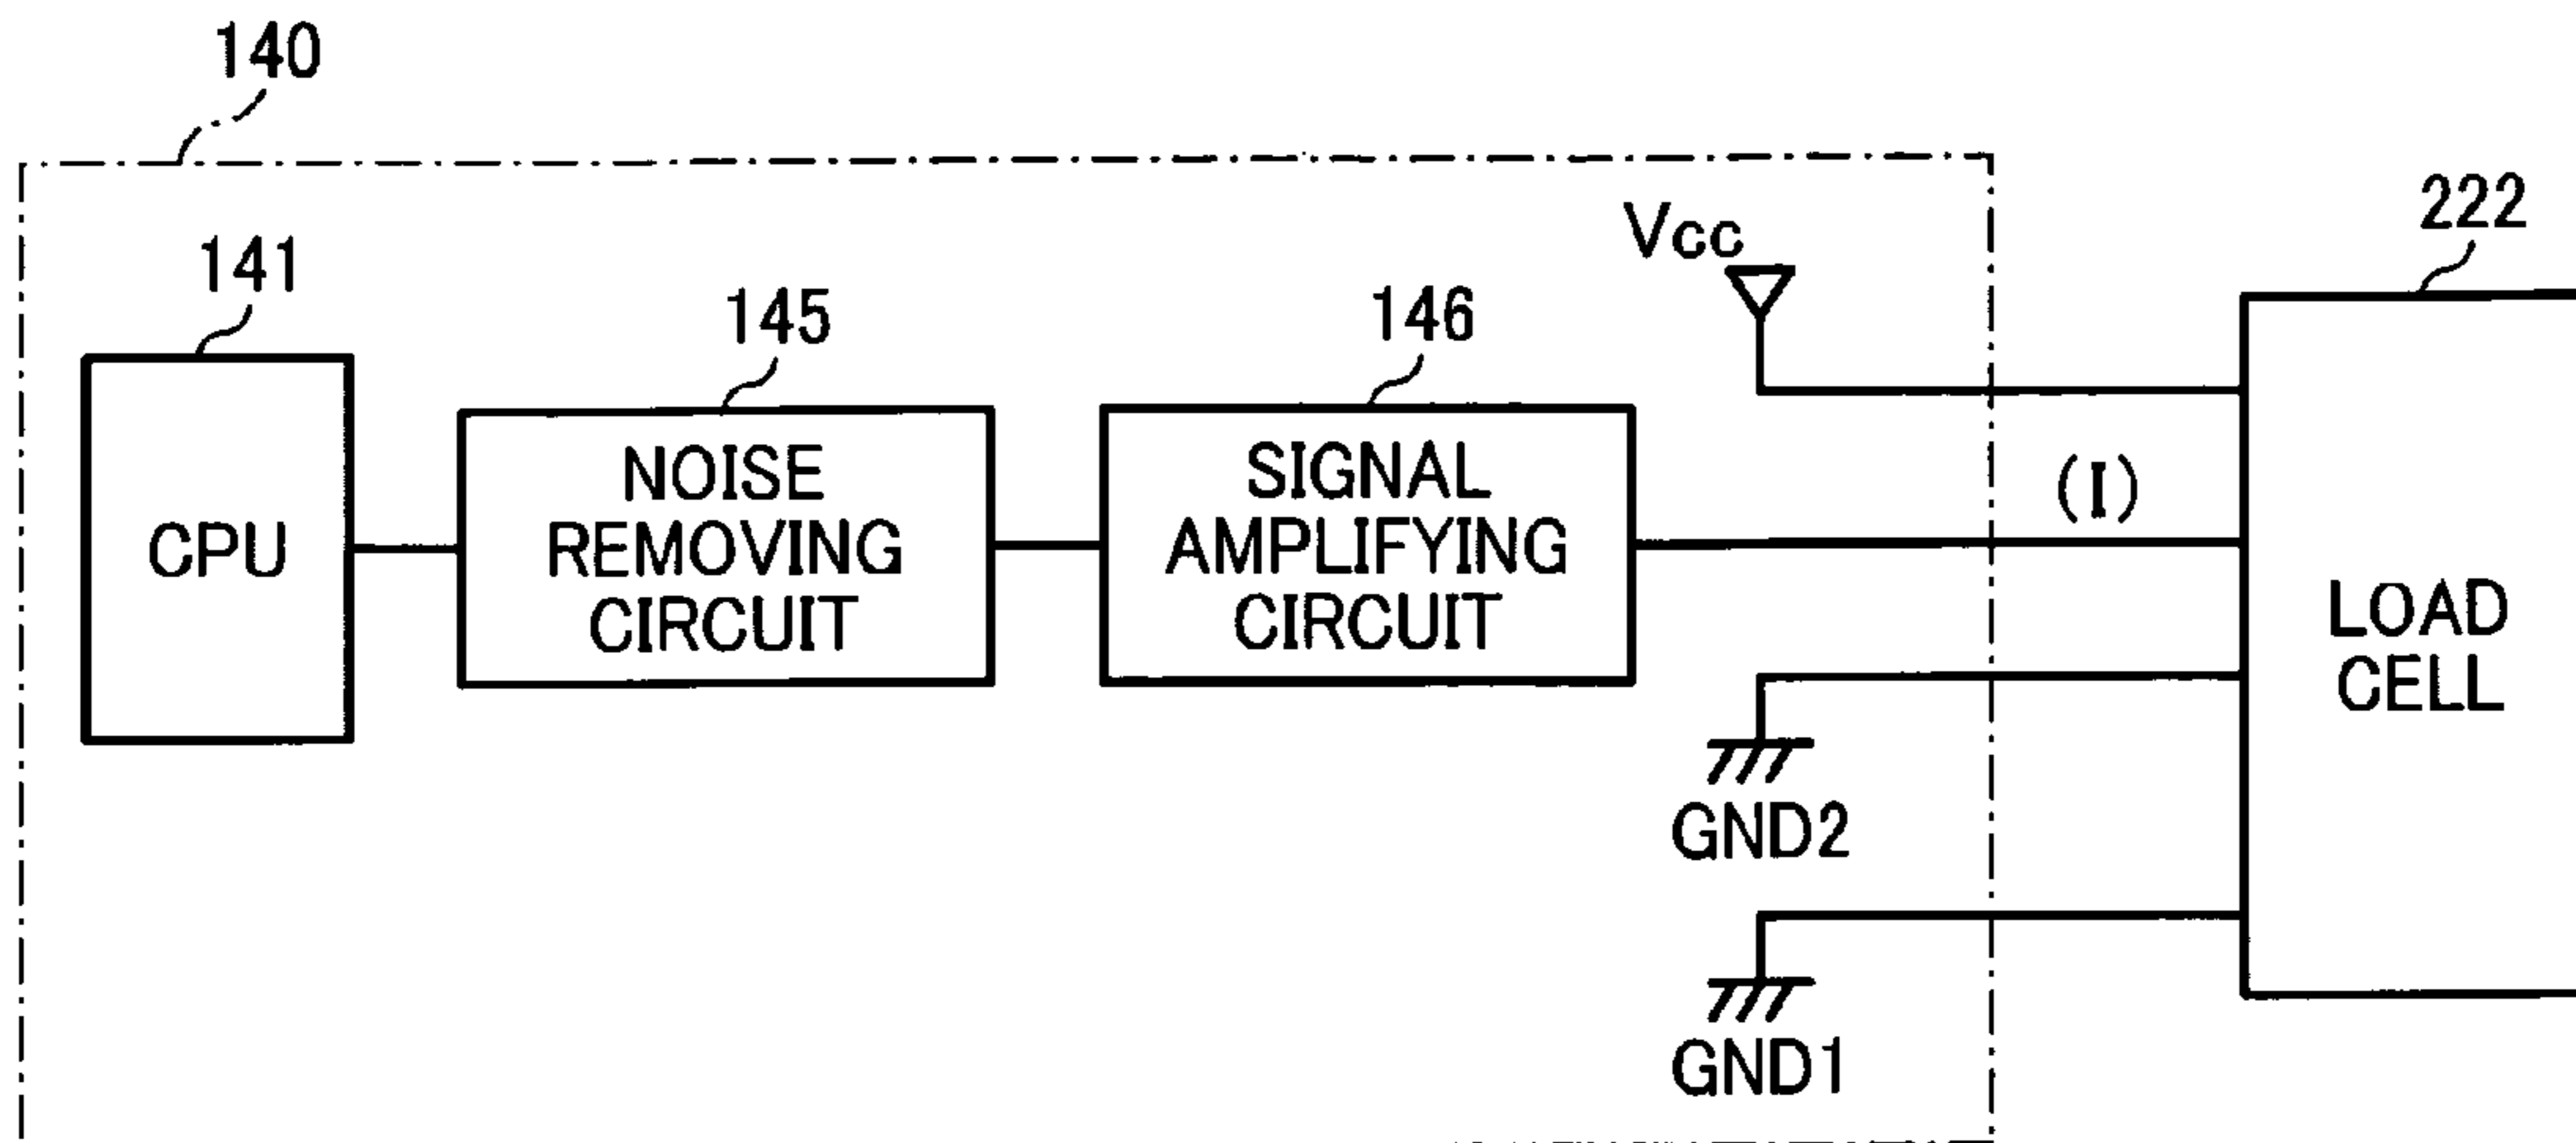 140
141
145
146
Vcc
222
CPU
NOISE
REMOVING
CIRCUIT
SIGNAL
AMPLIFYING
CIRCUIT
(I)
LOAD
CELL
GND2
GND1